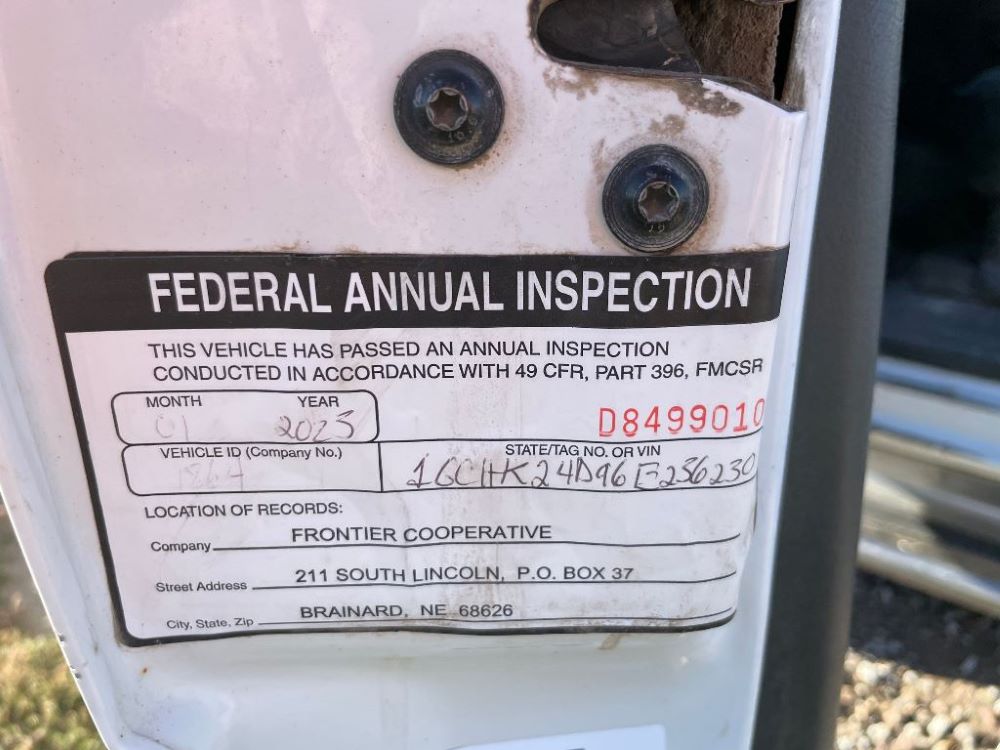 FEDERAL ANNUAL INSPECTION
THIS VEHICLE HAS PASSED AN ANNUAL INSPECTION
CONDUCTED IN ACCORDANCE WITH 49 CFR, PART 396, FMCSR
MONTH YEAR
01 2023
D8499010
VEHICLE ID (Company No.) STATE/TAG NO. OR VIN
1GCHK24D96E236230
LOCATION OF RECORDS:
Company FRONTIER COOPERATIVE
Street Address 211 SOUTH LINCOLN, P.O. BOX 37
City, State, Zip BRAINARD, NE 68626